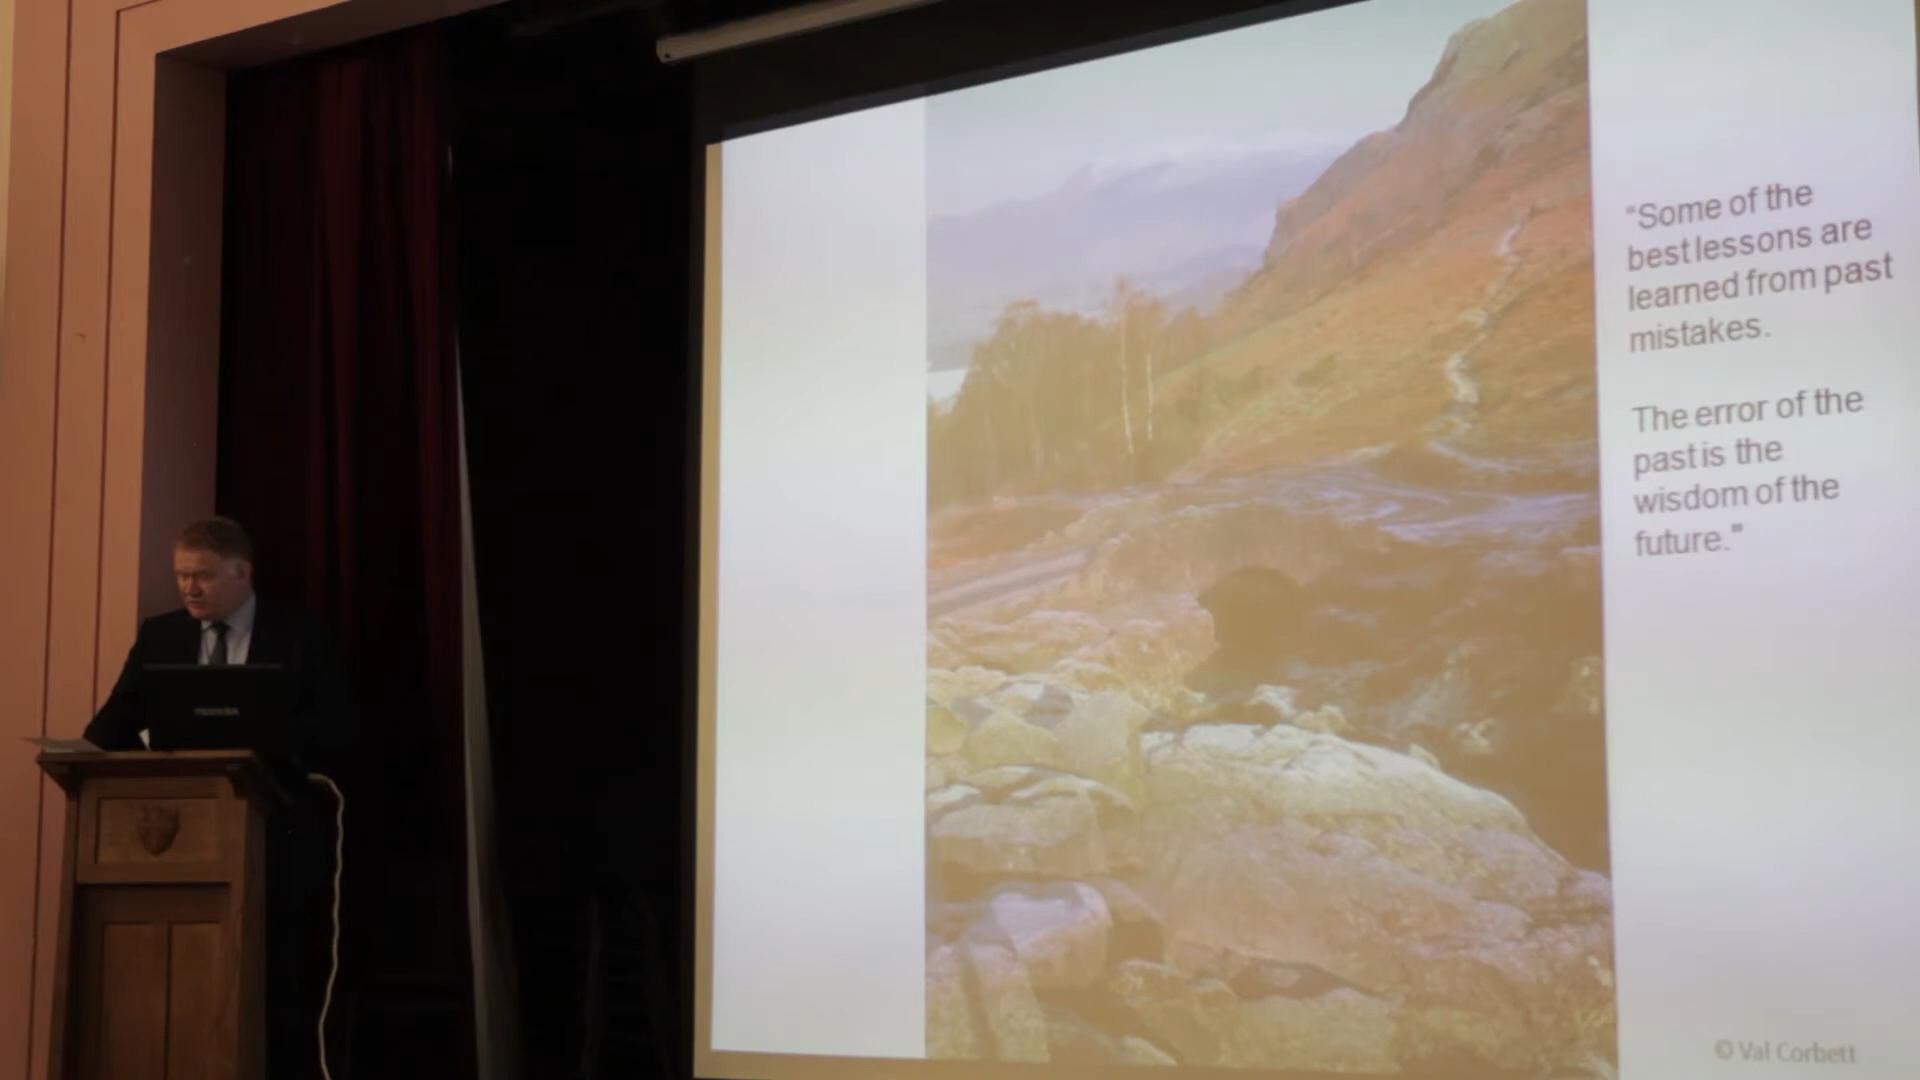 “Some of the
best lessons are
learned from past
mistakes.
The error of the
past is the
wisdom of the
future.”
© Val Corbett
TOSHIBA